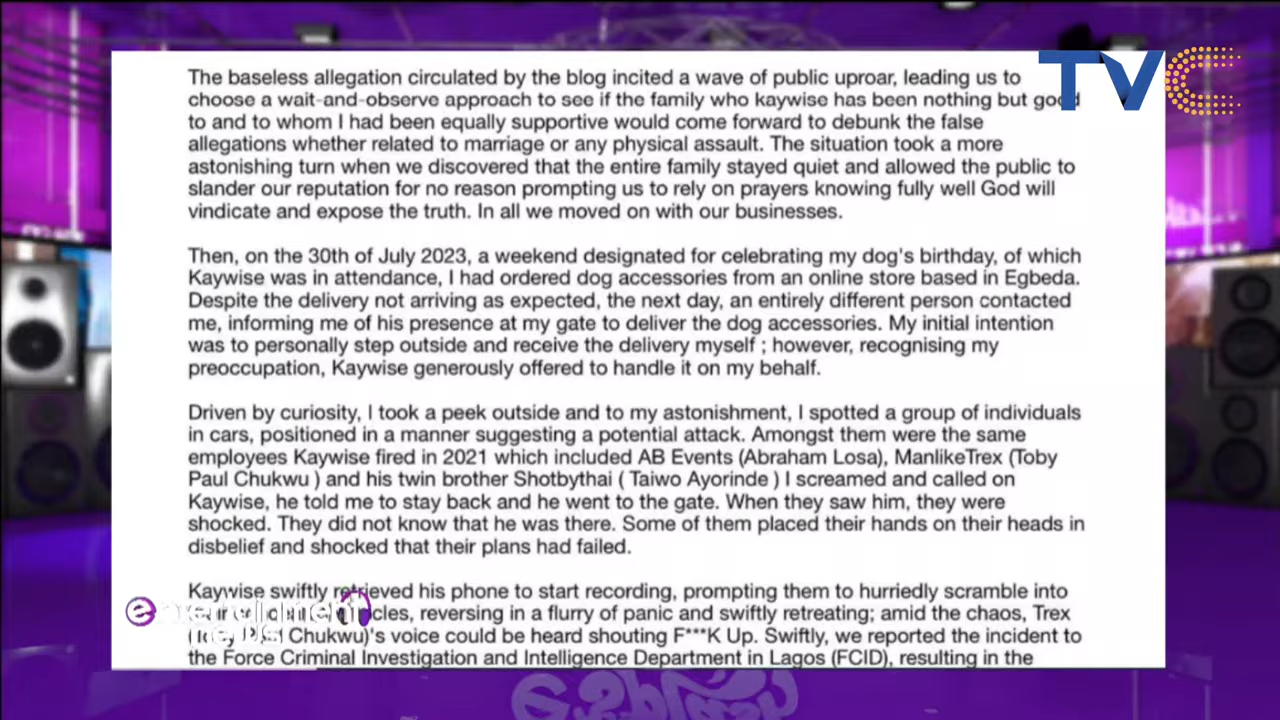 TVC
The baseless allegation circulated by the blog incited a wave of public uproar, leading us to
choose a wait-and-observe approach to see if the family who kaywise has been nothing but good
to and to whom I had been equally supportive would come forward to debunk the false
allegations whether related to marriage or any physical assault. The situation took a more
astonishing turn when we discovered that the entire family stayed quiet and allowed the public to
slander our reputation for no reason prompting us to rely on prayers knowing fully well God will
vindicate and expose the truth. In all we moved on with our businesses.
Then, on the 30th of July 2023, a weekend designated for celebrating my dog's birthday, of which
Kaywise was in attendance, I had ordered dog accessories from an online store based in Egbeda.
Despite the delivery not arriving as expected, the next day, an entirely different person contacted
me, informing me of his presence at my gate to deliver the dog accessories. My initial intention
was to personally step outside and receive the delivery myself ; however, recognising my
preoccupation, Kaywise generously offered to handle it on my behalf.
Driven by curiosity, I took a peek outside and to my astonishment, I spotted a group of individuals
in cars, positioned in a manner suggesting a potential attack. Amongst them were the same
employees Kaywise fired in 2021 which included AB Events (Abraham Losa), ManlikeTrex (Toby
Paul Chukwu ) and his twin brother Shotbythai ( Taiwo Ayorinde ) I screamed and called on
Kaywise, he told me to stay back and he went to the gate. When they saw him, they were
shocked. They did not know that he was there. Some of them placed their hands on their heads in
disbelief and shocked that their plans had failed.
Kaywise swiftly retrieved his phone to start recording, prompting them to hurriedly scramble into
reversing in a flurry of panic and swiftly retreating; amid the chaos, Trex
Chukwu)'s voice could be heard shouting F***K Up. Swiftly, we reported the incident to
the Force Criminal Investigation and Intelligence Department in Lagos (FCID), resulting in the
entertainment